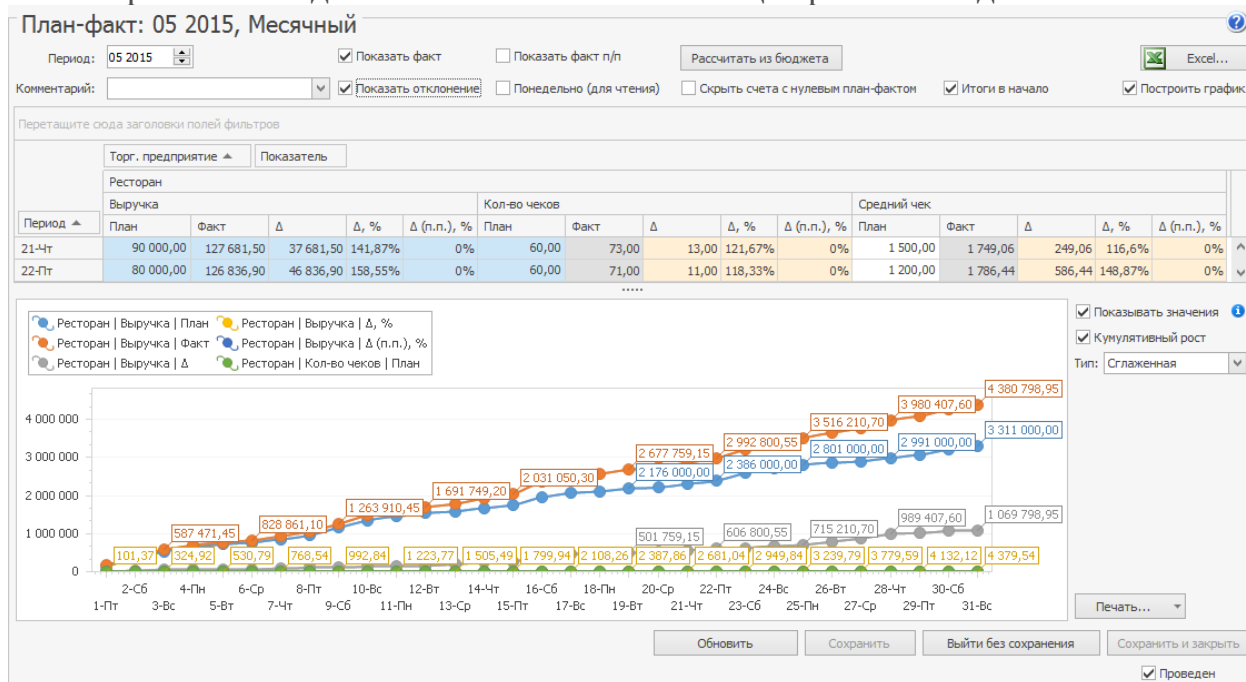 План-факт: 05 2015, Месячный
Период: 05 2015 Показать факт Показать факт п/п Рассчитать из бюджета Excel...
Комментарий: Показать отклонение Понедельно (для чтения) Скрыть счета с нулевым план-фактом Итоги в начало Построить график
Перетащите сюда заголовки полей фильтров
Торг. предприятие Показатель
Ресторан
Выручка Кол-во чеков Средний чек
Период План Факт Δ Δ, % Δ (п.п.), % План Факт Δ Δ, % Δ (п.п.), % План Факт Δ Δ, % Δ (п.п.), %
21-Чт 90 000,00 127 681,50 37 681,50 141,87% 0% 60,00 73,00 13,00 121,67% 0% 1 500,00 1 749,06 249,06 116,6% 0%
22-Пт 80 000,00 126 836,90 46 836,90 158,55% 0% 60,00 71,00 11,00 118,33% 0% 1 200,00 1 786,44 586,44 148,87% 0%
Ресторан | Выручка | План Ресторан | Выручка | Δ, %
Ресторан | Выручка | Факт Ресторан | Выручка | Δ (п.п.), %
Ресторан | Выручка | Δ Ресторан | Кол-во чеков | План
Показывать значения
Кумулятивный рост
Тип: Сглаженная
4 000 000
3 000 000
2 000 000
1 000 000
0
587 471,45 828 861,10 1 263 910,45 1 691 749,20 2 031 050,30 2 677 759,15 2 992 800,55 3 516 210,70 3 980 407,60 4 380 798,95
2 176 000,00 2 386 000,00 2 801 000,00 2 991 000,00 3 311 000,00
501 759,15 606 800,55 715 210,70 989 407,60 1 069 798,95
101,37 324,92 530,79 768,54 992,84 1 223,77 1 505,49 1 799,94 2 108,26 2 387,86 2 681,04 2 949,84 3 239,79 3 779,59 4 132,12 4 379,54
2-Сб 4-Пн 6-Ср 8-Пт 10-Вс 12-Вт 14-Чт 16-Сб 18-Пн 20-Ср 22-Пт 24-Вс 26-Вт 28-Чт 30-Сб
1-Пт 3-Вс 5-Вт 7-Чт 9-Сб 11-Пн 13-Ср 15-Пт 17-Вс 19-Вт 21-Чт 23-Сб 25-Пн 27-Ср 29-Пт 31-Вс
Печать...
Обновить Сохранить Выйти без сохранения Сохранить и закрыть
Проведен